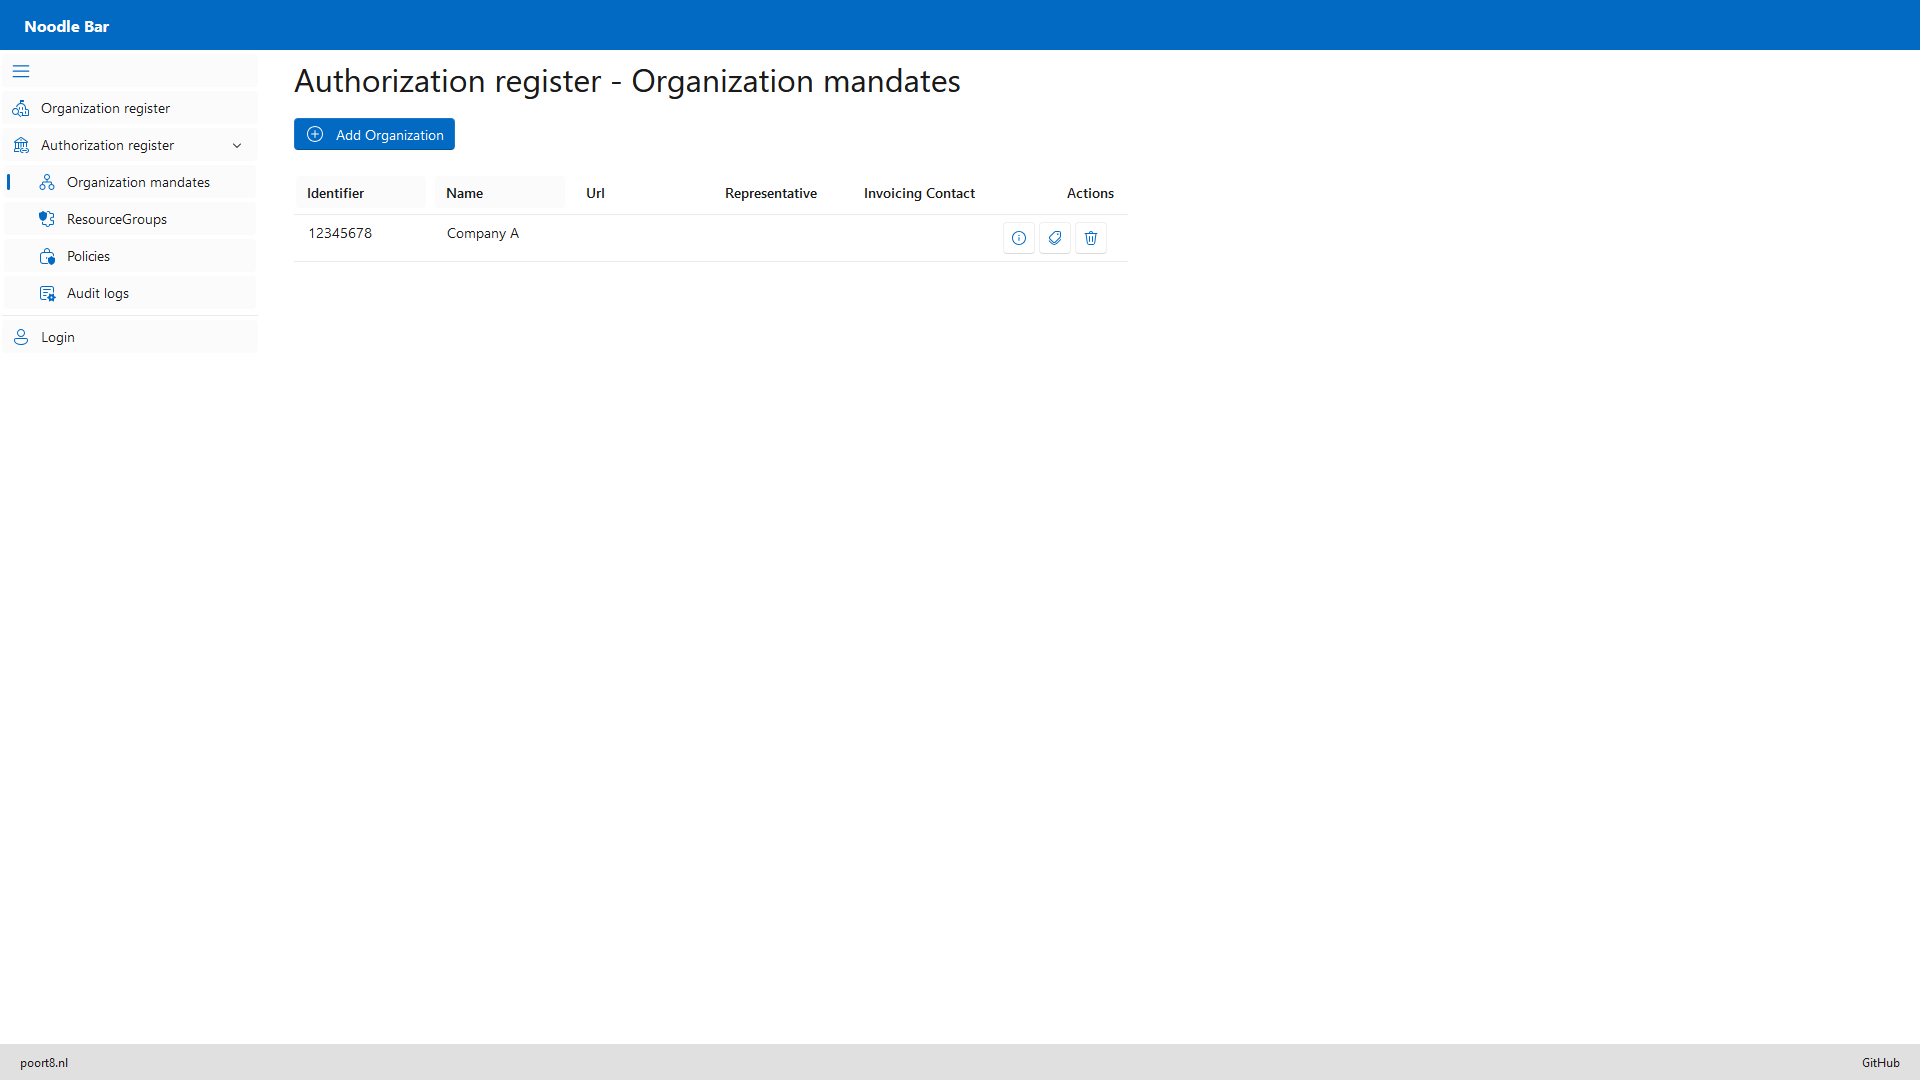 Noodle Bar
Organization register
Authorization register
Organization mandates
ResourceGroups
Policies
Audit logs
Login
Authorization register - Organization mandates
Add Organization
Identifier Name Url Representative Invoicing Contact Actions
12345678 Company A
poort8.nl
GitHub